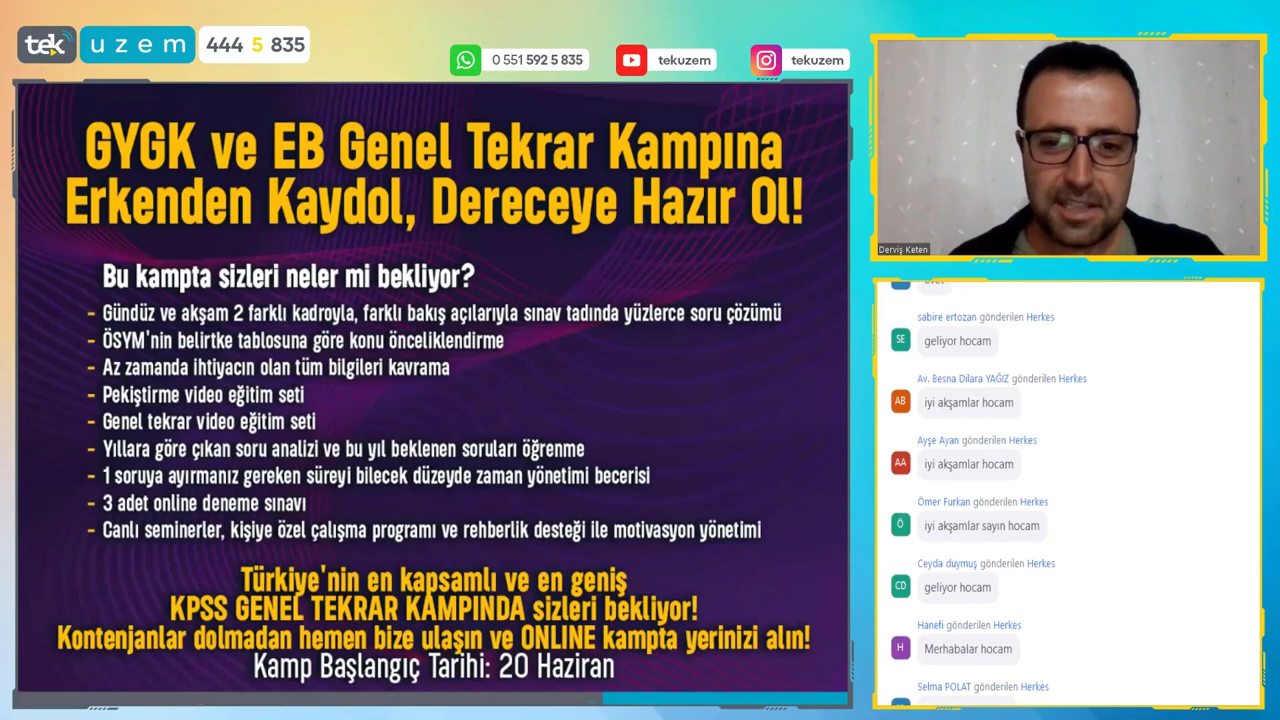 tek uzem 444 5 835
0 551 592 5 835
tekuzem
tekuzem
GYGK ve EB Genel Tekrar Kampına
Erkenden Kaydol, Dereceye Hazır Ol!
Bu kampta sizleri neler mi bekliyor?
- Gündüz ve akşam 2 farklı kadroyla, farklı bakış açılarıyla sınav tadında yüzlerce soru çözümü
- ÖSYM'nin belirtke tablosuna göre konu önceliklendirme
- Az zamanda ihtiyacın olan tüm bilgileri kavrama
- Pekiştirme video eğitim seti
- Genel tekrar video eğitim seti
- Yıllara göre çıkan soru analizi ve bu yıl beklenen soruları öğrenme
- 1 soruya ayırmanız gereken süreyi bilecek düzeyde zaman yönetimi becerisi
- 3 adet online deneme sınavı
- Canlı seminerler, kişiye özel çalışma programı ve rehberlik desteği ile motivasyon yönetimi
Türkiye'nin en kapsamlı ve en geniş
KPSS GENEL TEKRAR KAMPINDA sizleri bekliyor!
Kontenjanlar dolmadan hemen bize ulaşın ve ONLINE kampta yerinizi alın!
Kamp Başlangıç Tarihi: 20 Haziran
Derviş Keten
sabire ertozan gönderilen Herkes
SE
geliyor hocam
Av. Besna Dilara YAĞIZ gönderilen Herkes
AB
iyi akşamlar hocam
Ayşe Ayan gönderilen Herkes
AA
iyi akşamlar hocam
Ömer Furkan gönderilen Herkes
Ö
iyi akşamlar sayın hocam
Ceyda duymuş gönderilen Herkes
CD
geliyor hocam
Hanefi gönderilen Herkes
H
Merhabalar hocam
Selma POLAT gönderilen Herkes